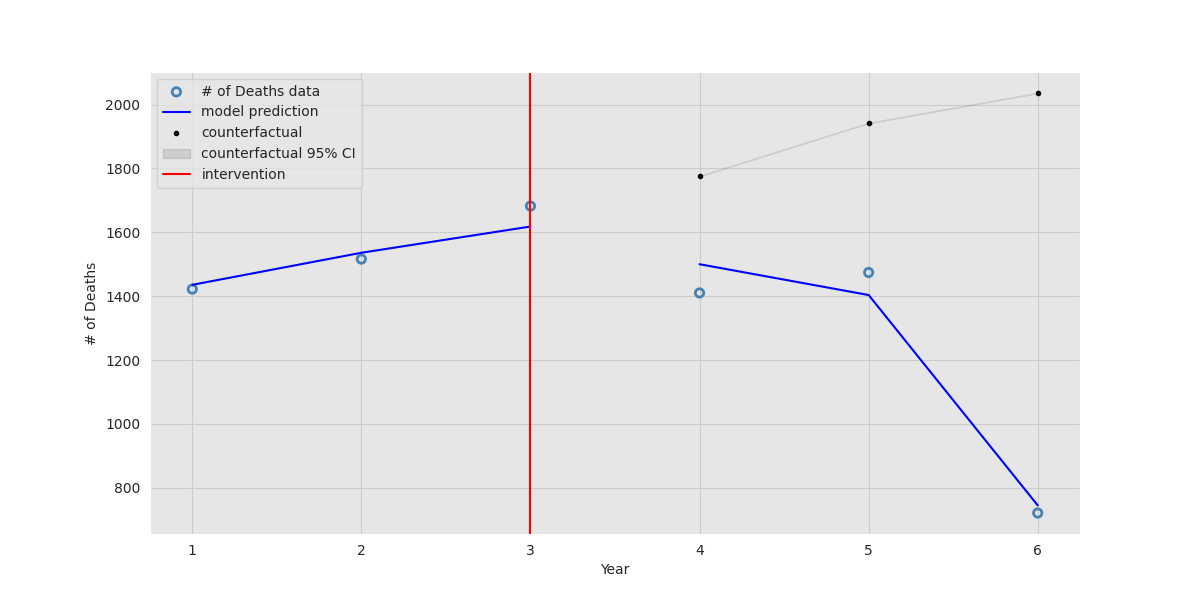 # of Deaths data
model prediction
counterfactual
counterfactual 95% CI
intervention
2000
1800
1600
1400
1200
1000
800
# of Deaths
1 2 3 4 5 6
Year